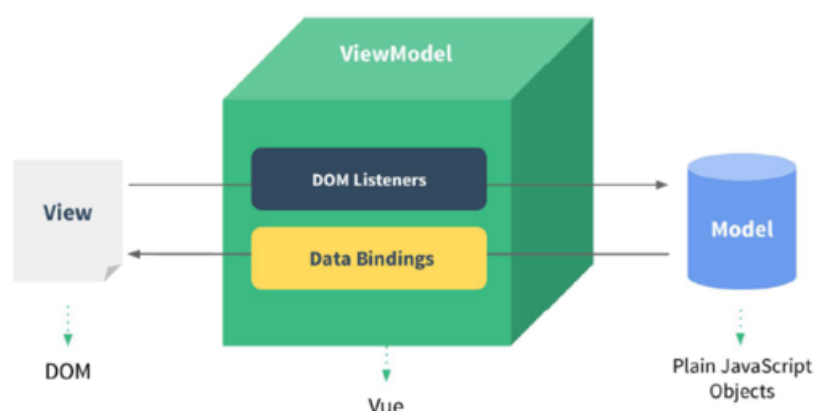 ViewModel
DOM Listeners
View
Model
Data Bindings
DOM
Plain JavaScript
Objects
Vue